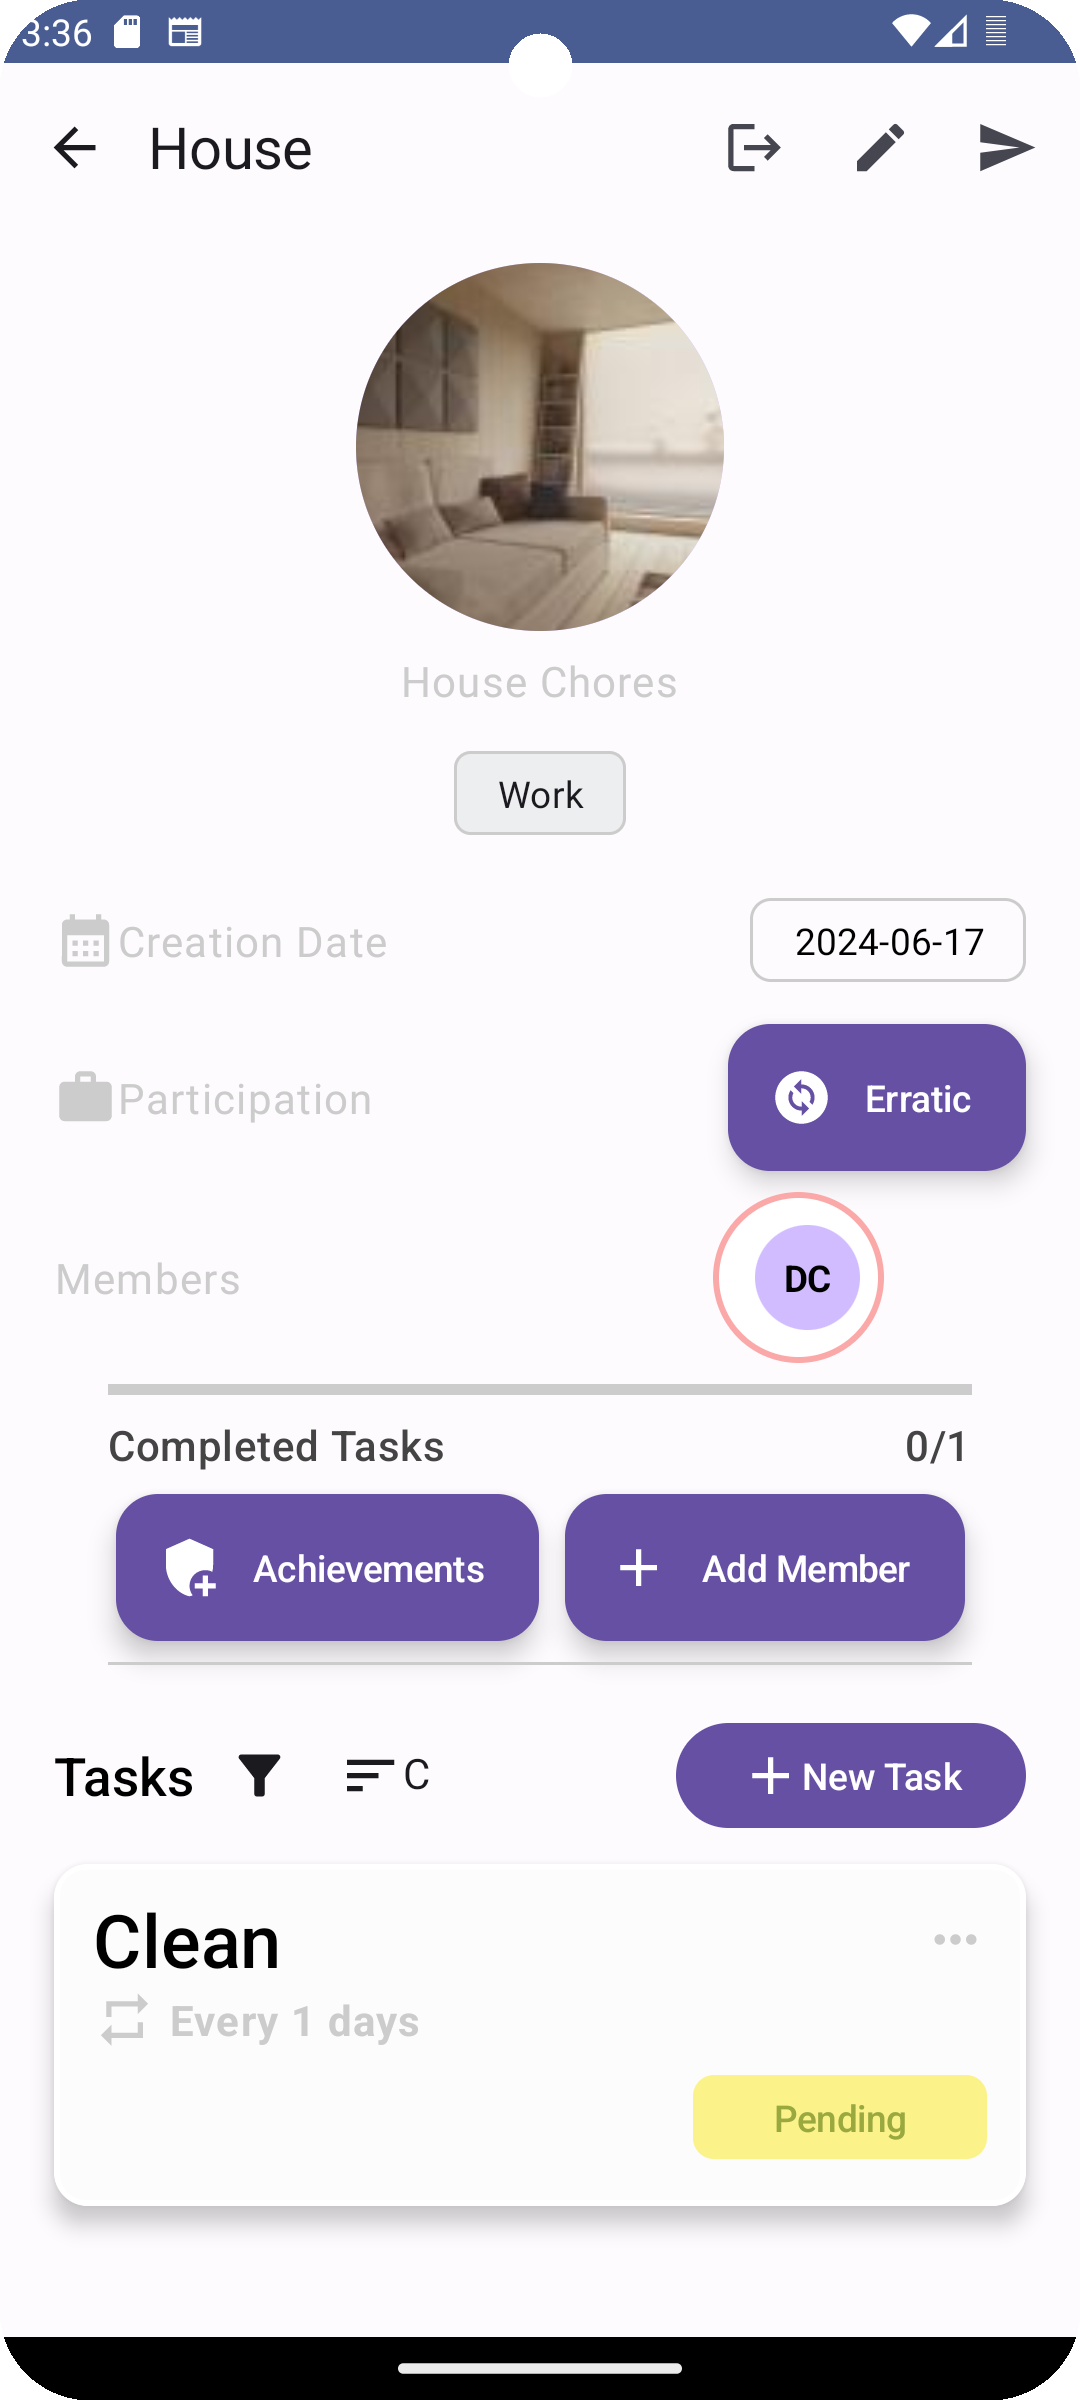 3:36
House
House Chores
Work
Creation Date
2024-06-17
Participation
Erratic
Members
DC
Completed Tasks
0/1
Achievements
Add Member
Tasks
C
New Task
Clean
Every 1 days
Pending